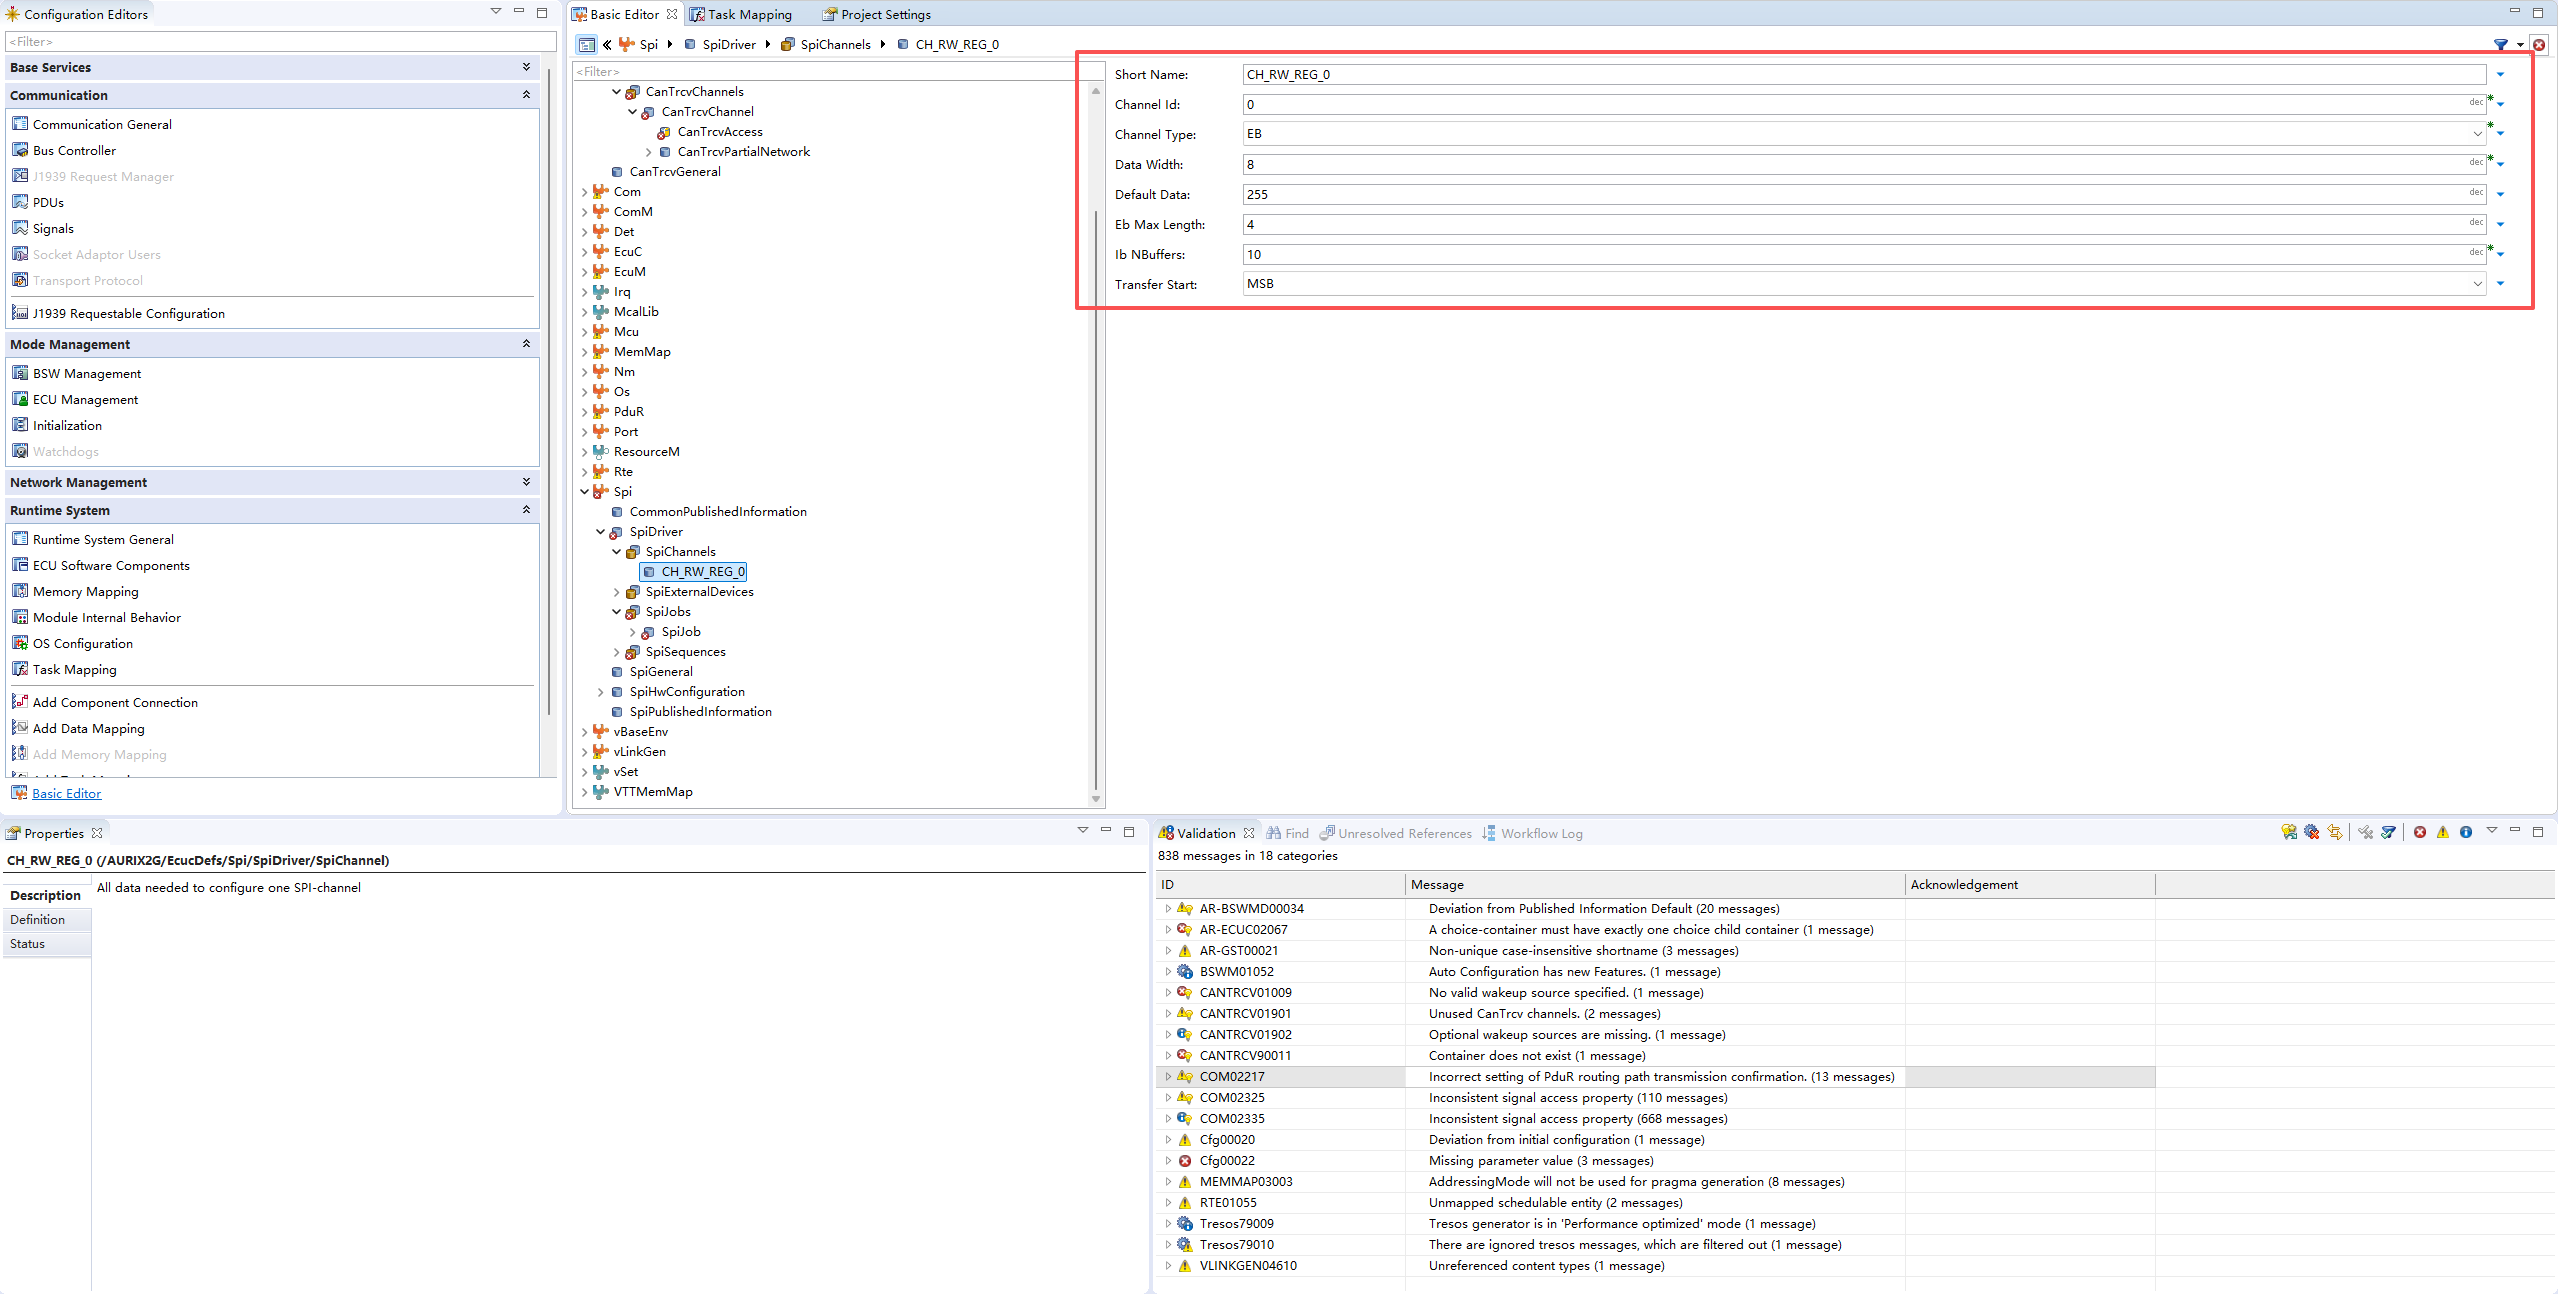 Configuration Editors
<Filter>
Base Services
Communication
Communication General
Bus Controller
J1939 Request Manager
PDUs
Signals
Socket Adaptor Users
Transport Protocol
J1939 Requestable Configuration
Mode Management
BSW Management
ECU Management
Initialization
Watchdogs
Network Management
Runtime System
Runtime System General
ECU Software Components
Memory Mapping
Module Internal Behavior
OS Configuration
Task Mapping
Add Component Connection
Add Data Mapping
Add Memory Mapping
Basic Editor
Basic Editor Task Mapping Project Settings
Spi SpiDriver SpiChannels CH_RW_REG_0
<Filter>
CanTrcvChannels
CanTrcvChannel
CanTrcvAccess
CanTrcvPartialNetwork
CanTrcvGeneral
Com
ComM
Det
EcuC
EcuM
Irq
McalLib
Mcu
MemMap
Nm
Os
PduR
Port
ResourceM
Rte
Spi
CommonPublishedInformation
SpiDriver
SpiChannels
CH_RW_REG_0
SpiExternalDevices
SpiJobs
SpiJob
SpiSequences
SpiGeneral
SpiHwConfiguration
SpiPublishedInformation
vBaseEnv
vLinkGen
vSet
VTTMemMap
Short Name: CH_RW_REG_0
Channel Id: 0 dec
Channel Type: EB
Data Width: 8 dec
Default Data: 255 dec
Eb Max Length: 4 dec
Ib NBuffers: 10 dec
Transfer Start: MSB
Properties
CH_RW_REG_0 (/AURIX2G/EcucDefs/Spi/SpiDriver/SpiChannel)
Description All data needed to configure one SPI-channel
Definition
Status
Validation Find Unresolved References Workflow Log
838 messages in 18 categories
ID Message Acknowledgement
AR-BSWMD00034 Deviation from Published Information Default (20 messages)
AR-ECUC02067 A choice-container must have exactly one choice child container (1 message)
AR-GST00021 Non-unique case-insensitive shortname (3 messages)
BSWM01052 Auto Configuration has new Features. (1 message)
CANTRCV01009 No valid wakeup source specified. (1 message)
CANTRCV01901 Unused CanTrcv channels. (2 messages)
CANTRCV01902 Optional wakeup sources are missing. (1 message)
CANTRCV90011 Container does not exist (1 message)
COM02217 Incorrect setting of PduR routing path transmission confirmation. (13 messages)
COM02325 Inconsistent signal access property (110 messages)
COM02335 Inconsistent signal access property (668 messages)
Cfg00020 Deviation from initial configuration (1 message)
Cfg00022 Missing parameter value (3 messages)
MEMMAP03003 AddressingMode will not be used for pragma generation (8 messages)
RTE01055 Unmapped schedulable entity (2 messages)
Tresos79009 Tresos generator is in 'Performance optimized' mode (1 message)
Tresos79010 There are ignored tresos messages, which are filtered out (1 message)
VLINKGEN04610 Unreferenced content types (1 message)